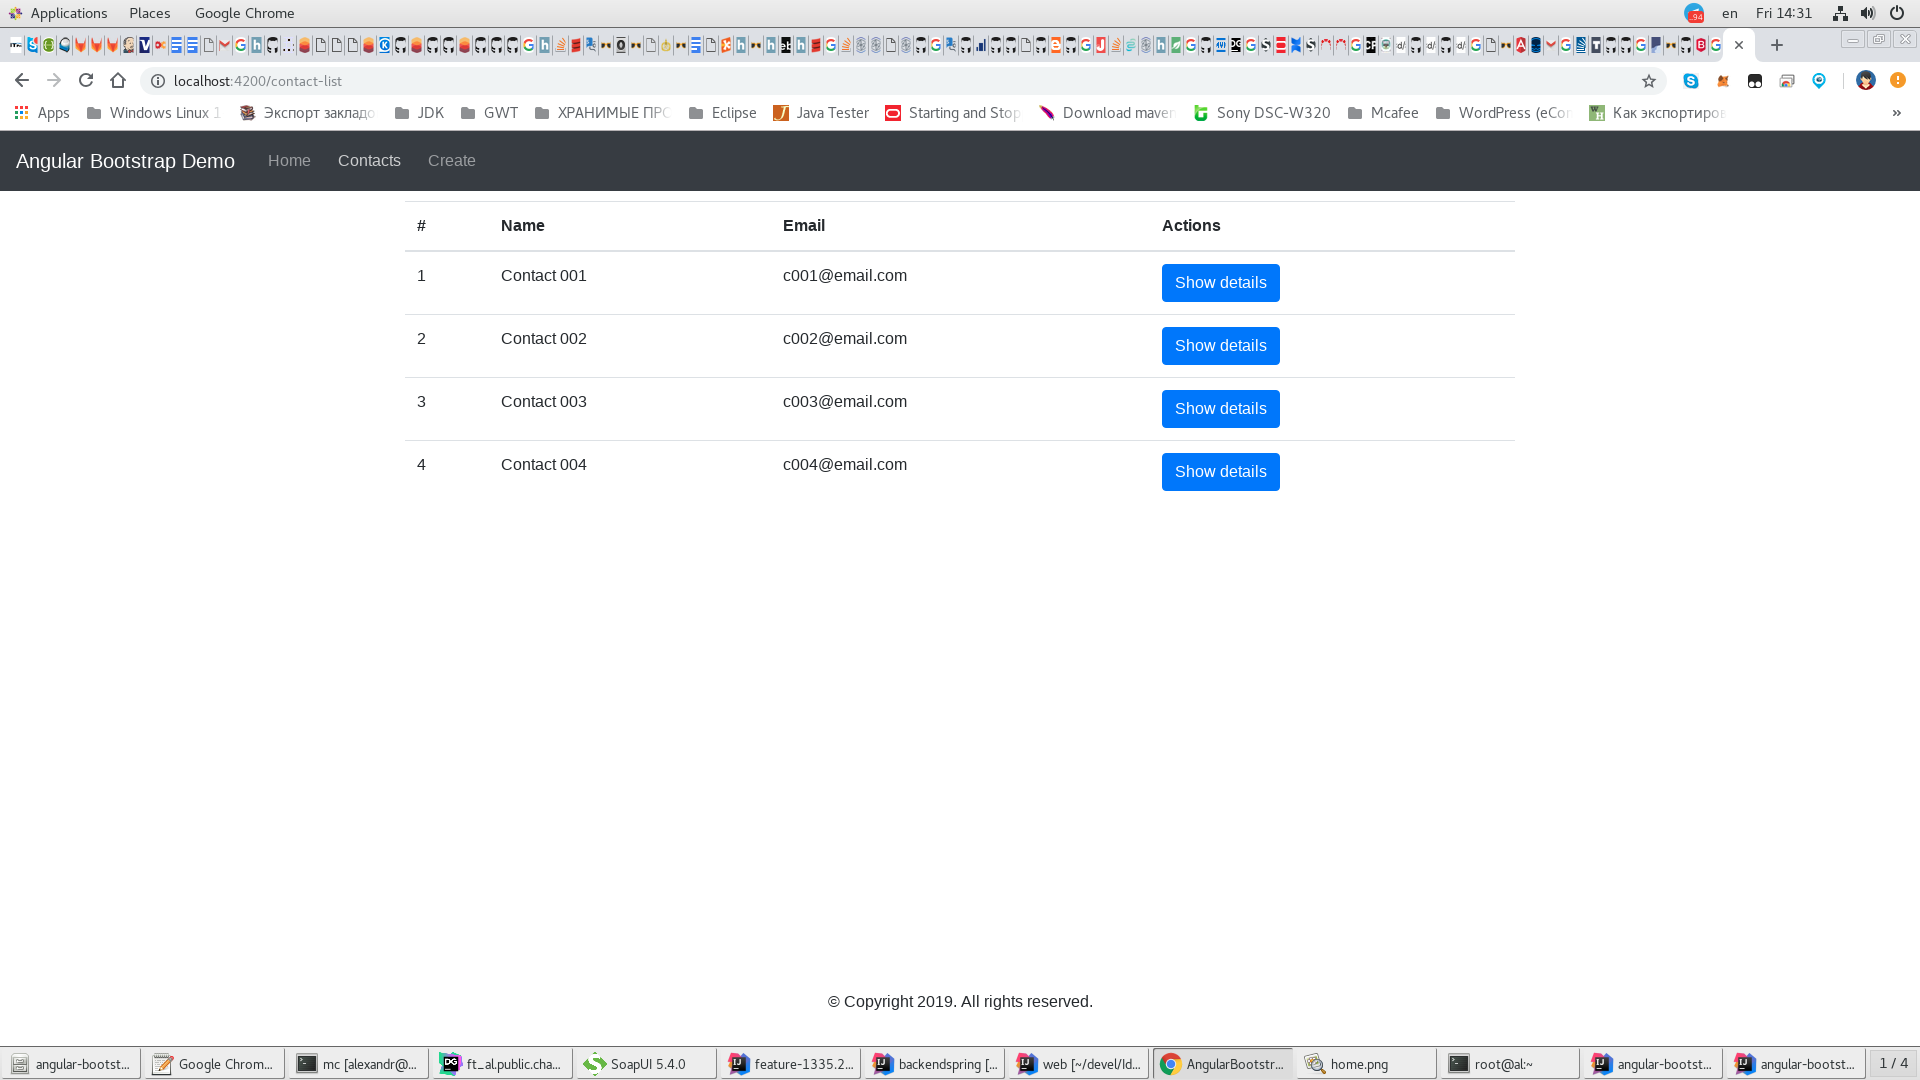 Applications Places Google Chrome en Fri 14:31
localhost:4200/contact-list
Apps Windows Linux 1 Экспорт закладо JDK GWT ХРАНИМЫЕ ПРО Eclipse Java Tester Starting and Stop Download maven Sony DSC-W320 Mcafee WordPress (eCon Как экспортиров »
Angular Bootstrap Demo Home Contacts Create
# Name Email Actions
1 Contact 001 c001@email.com Show details
2 Contact 002 c002@email.com Show details
3 Contact 003 c003@email.com Show details
4 Contact 004 c004@email.com Show details
© Copyright 2019. All rights reserved.
angular-bootst... Google Chrom... mc [alexandr@... ft_al.public.cha... SoapUI 5.4.0 feature-1335.2... backendspring [... web [~/devel/Id... AngularBootstr... home.png root@al:~ angular-bootst... angular-bootst... 1 / 4